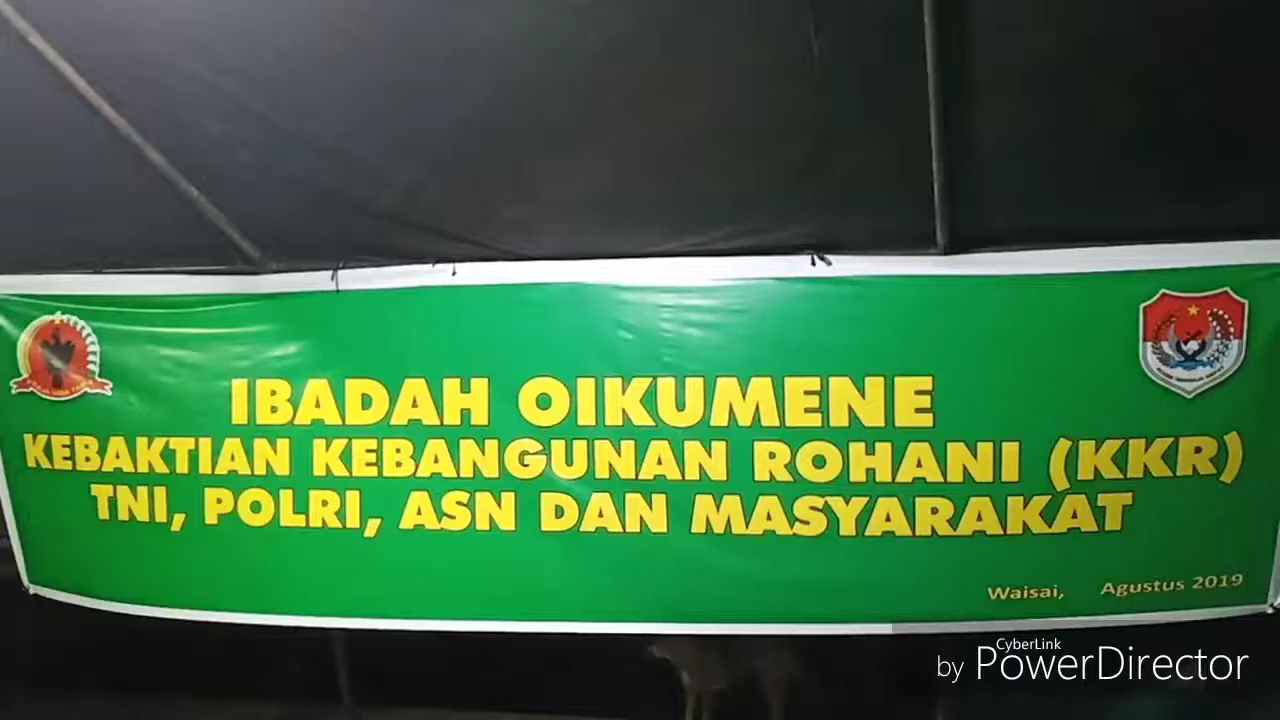 IBADAH OIKUMENE
KEBAKTIAN KEBANGUNAN ROHANI (KKR)
TNI, POLRI, ASN DAN MASYARAKAT
Waisai, Agustus 2019
CyberLink
by PowerDirector